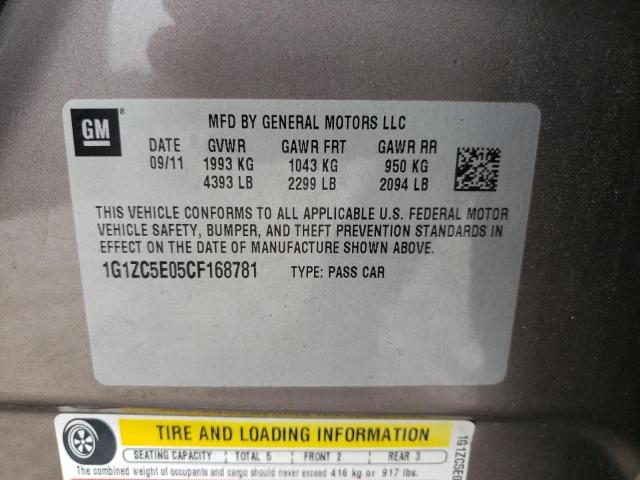 GM
®
MFD BY GENERAL MOTORS LLC
DATE GVWR GAWR FRT GAWR RR
09/11 1993 KG 1043 KG 950 KG
4393 LB 2299 LB 2094 LB
THIS VEHICLE CONFORMS TO ALL APPLICABLE U.S. FEDERAL MOTOR
VEHICLE SAFETY, BUMPER, AND THEFT PREVENTION STANDARDS IN
EFFECT ON THE DATE OF MANUFACTURE SHOWN ABOVE.
1G1ZC5E05CF168781 TYPE: PASS CAR
TIRE AND LOADING INFORMATION
SEATING CAPACITY TOTAL 5 FRONT 2 REAR 3
The combined weight of occupants and cargo should never exceed 416 kg or 917 lbs.
1G1ZC5E0